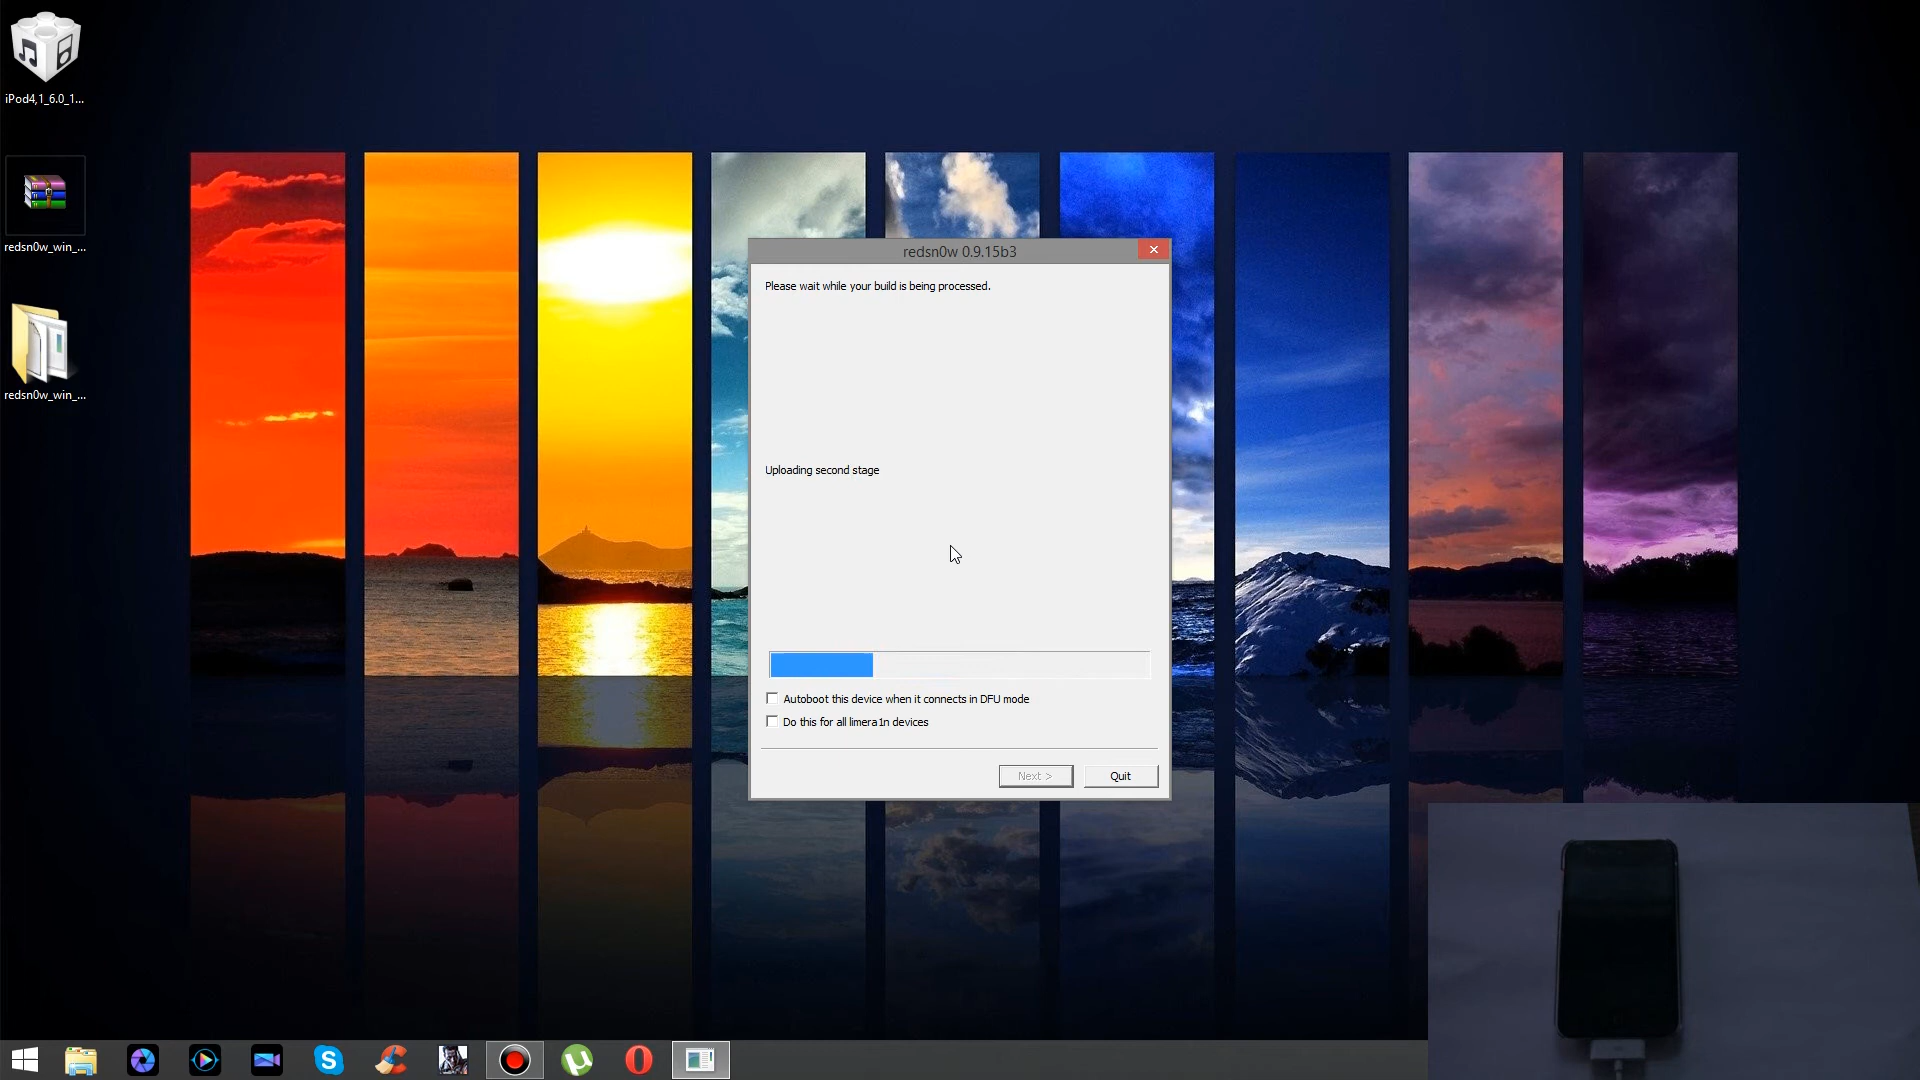 iPod4,1_6.0_1...
redsn0w_win_...
redsn0w_win_...
redsn0w 0.9.15b3
Please wait while your build is being processed.
Uploading second stage
Autoboot this device when it connects in DFU mode
Do this for all limera1n devices
Next >
Quit